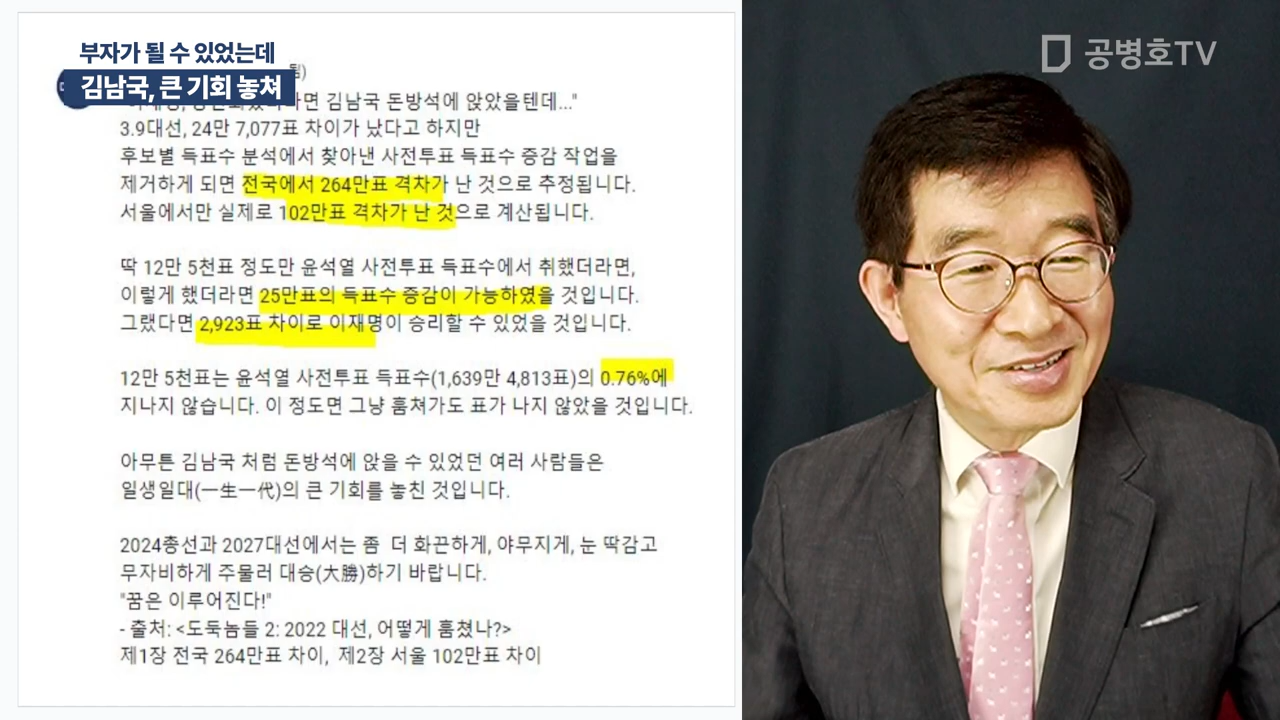 부자가 될 수 있었는데
김남국, 큰 기회 놓쳐
공병호TV
면 김남국 돈방석에 앉았을텐데..."
3.9대선, 24만 7,077표 차이가 났다고 하지만
후보별 득표수 분석에서 찾아낸 사전투표 득표수 증감 작업을
제거하게 되면 전국에서 264만표 격차가 난 것으로 추정됩니다.
서울에서만 실제로 102만표 격차가 난 것으로 계산됩니다.
딱 12만 5천표 정도만 윤석열 사전투표 득표수에서 취했더라면,
이렇게 했더라면 25만표의 득표수 증감이 가능하였을 것입니다.
그랬다면 2,923표 차이로 이재명이 승리할 수 있었을 것입니다.
12만 5천표는 윤석열 사전투표 득표수(1,639만 4,813표)의 0.76%에
지나지 않습니다. 이 정도면 그냥 훔쳐가도 표가 나지 않았을 것입니다.
아무튼 김남국 처럼 돈방석에 앉을 수 있었던 여러 사람들은
일생일대(一生一代)의 큰 기회를 놓친 것입니다.
2024총선과 2027대선에서는 좀 더 화끈하게, 야무지게, 눈 딱감고
무자비하게 주물러 대승(大勝)하기 바랍니다.
"꿈은 이루어진다!"
- 출처: <도둑놈들 2: 2022 대선, 어떻게 훔쳤나?>
제1장 전국 264만표 차이, 제2장 서울 102만표 차이